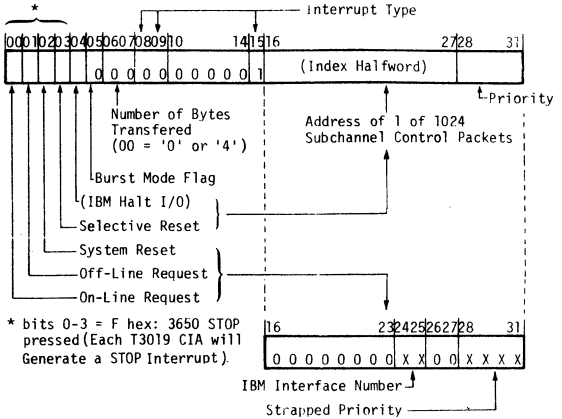 *
Interrupt Type
00 01 02 03 04 05 06 07 08 09 10 14 15 16 27 28 31
0 0 0 0 0 0 0 0 0 0 1 (Index Halfword)
Priority
Number of Bytes
Transfered
(00 = '0' or '4')
Address of 1 of 1024
Subchannel Control Packets
Burst Mode Flag
(IBM Halt I/O)
Selective Reset
System Reset
Off-Line Request
On-Line Request
* bits 0-3 = F hex: 3650 STOP
pressed (Each T3019 CIA will
Generate a STOP Interrupt).
16 23 24 25 26 27 28 31
0 0 0 0 0 0 0 0 X X 0 0 X X X X
IBM Interface Number
Strapped Priority